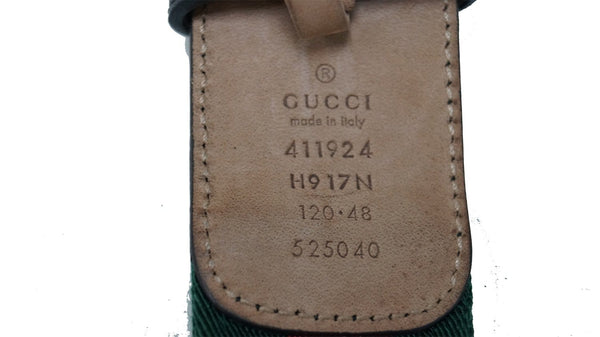 ®
GUCCI
made in italy
411924
H917N
120·48
525040